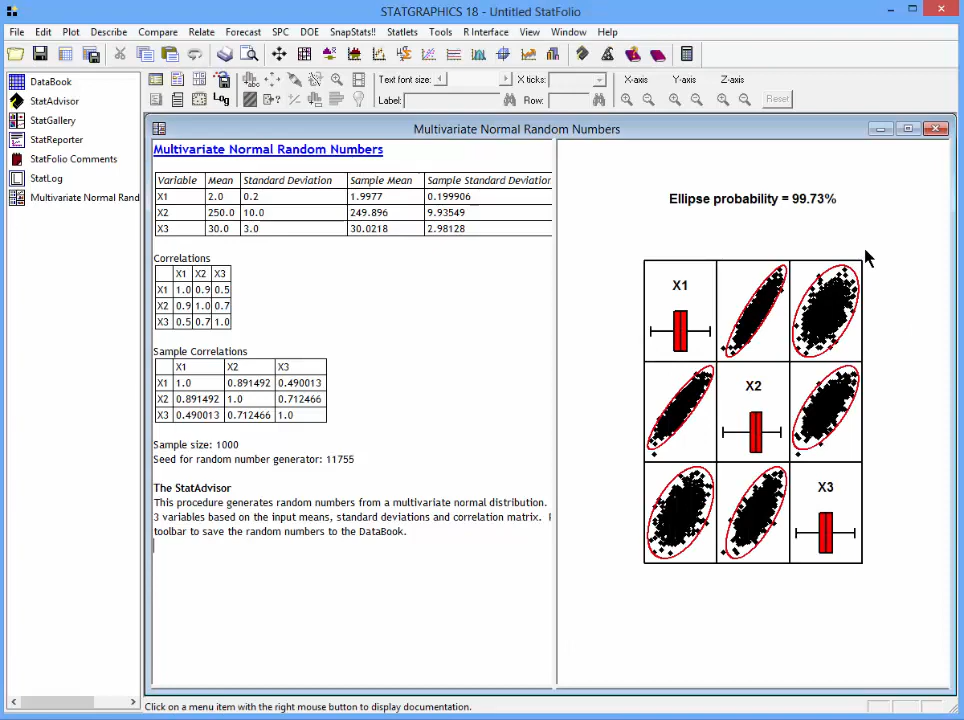 STATGRAPHICS 18 - Untitled StatFolio
File Edit Plot Describe Compare Relate Forecast SPC DOE SnapStats!! Statlets Tools R Interface View Window Help
Text font size: X ticks: X-axis Y-axis Z-axis
Log Label: Row: Reset
DataBook
StatAdvisor
StatGallery
StatReporter
StatFolio Comments
StatLog
Multivariate Normal Rand
Multivariate Normal Random Numbers
Multivariate Normal Random Numbers
Variable Mean Standard Deviation Sample Mean Sample Standard Deviation
X1 2.0 0.2 1.9977 0.199906
X2 250.0 10.0 249.896 9.93549
X3 30.0 3.0 30.0218 2.98128
Correlations
X1 X2 X3
X1 1.0 0.9 0.5
X2 0.9 1.0 0.7
X3 0.5 0.7 1.0
Sample Correlations
X1 X2 X3
X1 1.0 0.891492 0.490013
X2 0.891492 1.0 0.712466
X3 0.490013 0.712466 1.0
Sample size: 1000
Seed for random number generator: 11755
The StatAdvisor
This procedure generates random numbers from a multivariate normal distribution.
3 variables based on the input means, standard deviations and correlation matrix.
toolbar to save the random numbers to the DataBook.
Ellipse probability = 99.73%
X1
X2
X3
Click on a menu item with the right mouse button to display documentation.